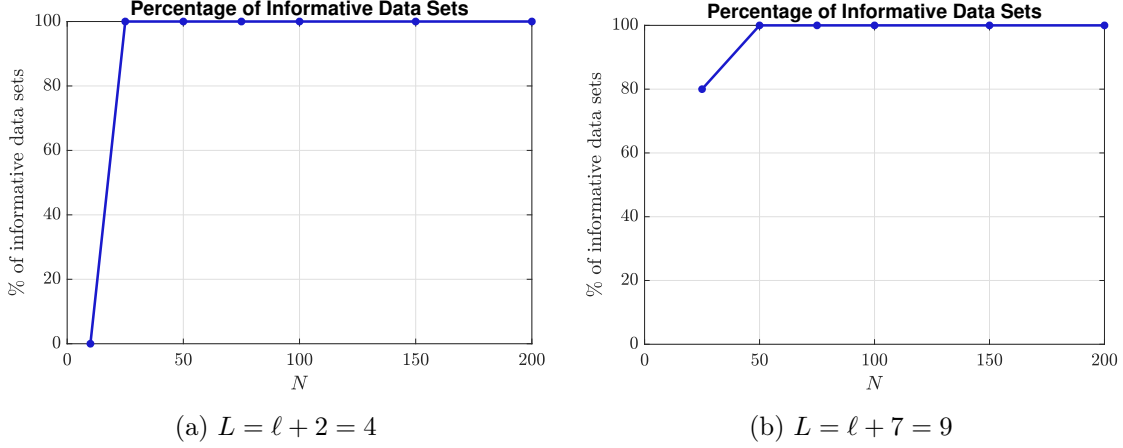 Percentage of Informative Data Sets
% of informative data sets
100
80
60
40
20
0
0 50 100 150 200
N
(a) L = ℓ + 2 = 4
Percentage of Informative Data Sets
% of informative data sets
100
80
60
40
20
0
0 50 100 150 200
N
(b) L = ℓ + 7 = 9